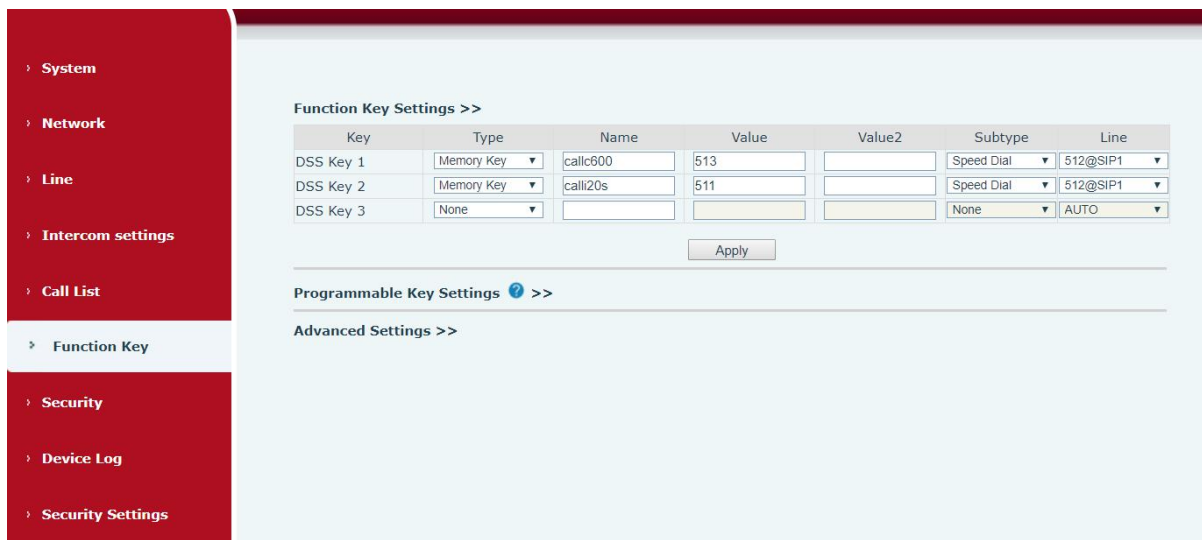 System
Network
Line
Intercom settings
Call List
Function Key
Security
Device Log
Security Settings
Function Key Settings >>
Key Type Name Value Value2 Subtype Line
DSS Key 1 Memory Key callc600 513 Speed Dial 512@SIP1
DSS Key 2 Memory Key calli20s 511 Speed Dial 512@SIP1
DSS Key 3 None None AUTO
Apply
Programmable Key Settings ? >>
Advanced Settings >>